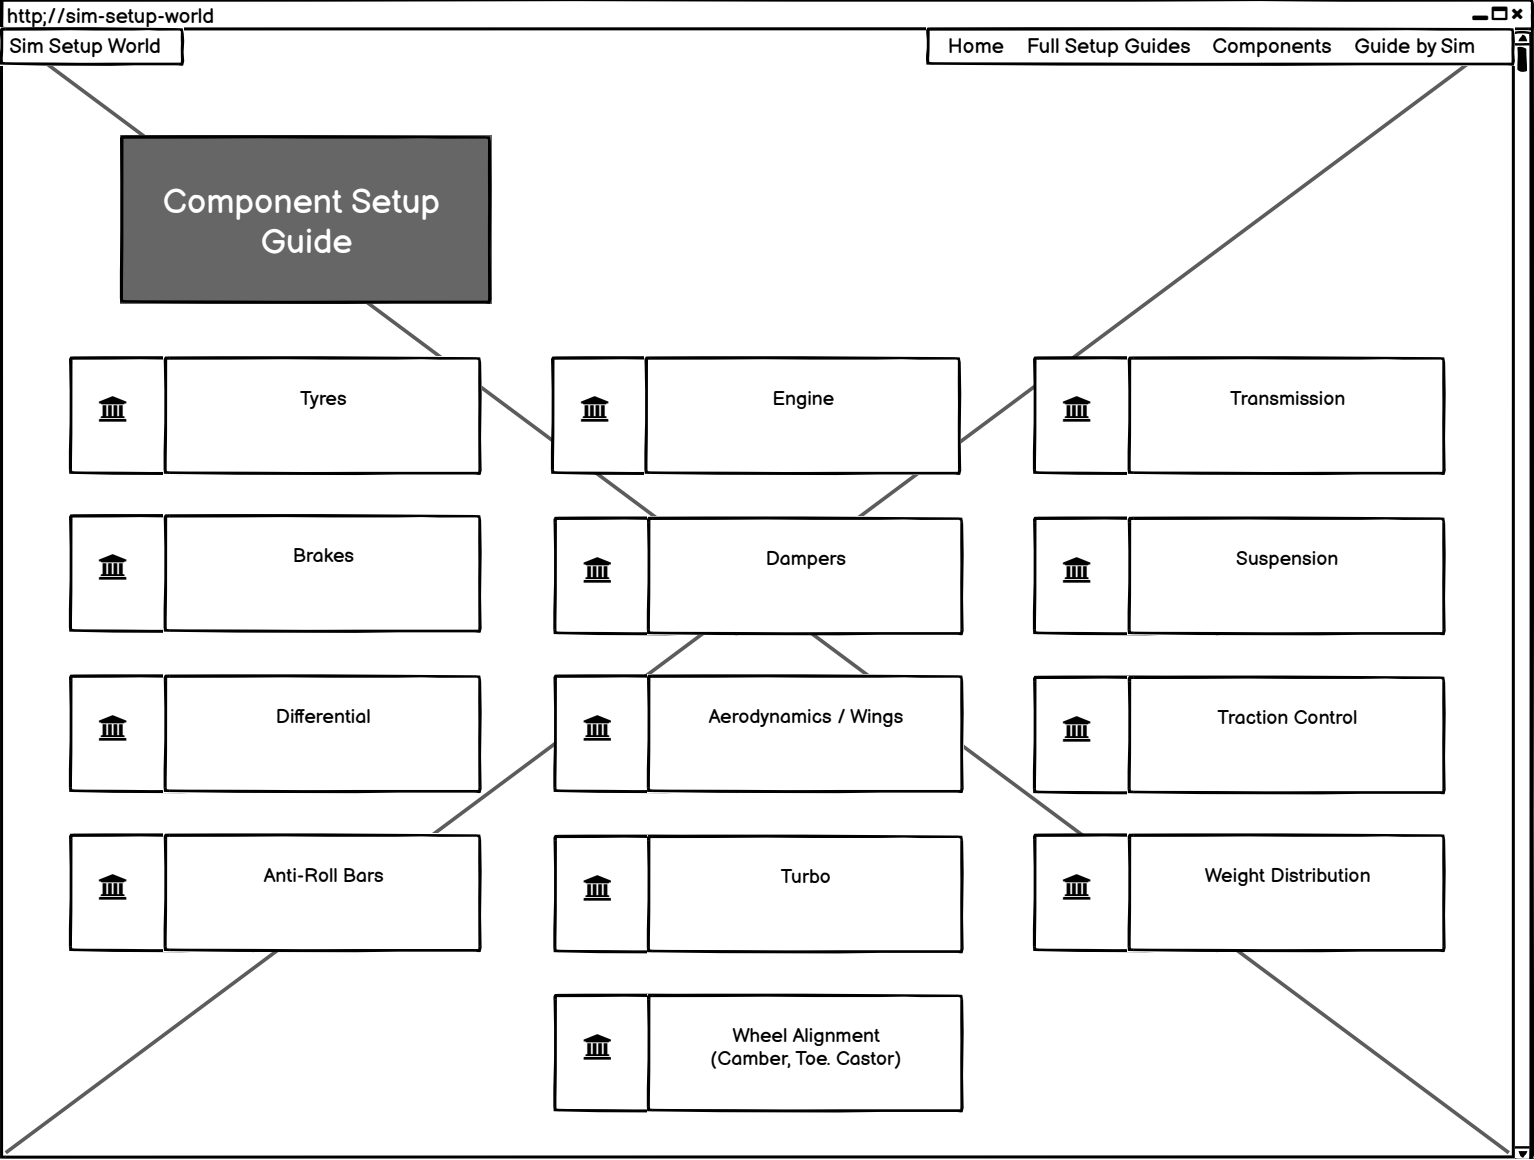 http;//sim-setup-world
Sim Setup World
Home Full Setup Guides Components Guide by Sim
Component Setup
Guide
Tyres
Engine
Transmission
Brakes
Dampers
Suspension
Differential
Aerodynamics / Wings
Traction Control
Anti-Roll Bars
Turbo
Weight Distribution
Wheel Alignment
(Camber, Toe. Castor)